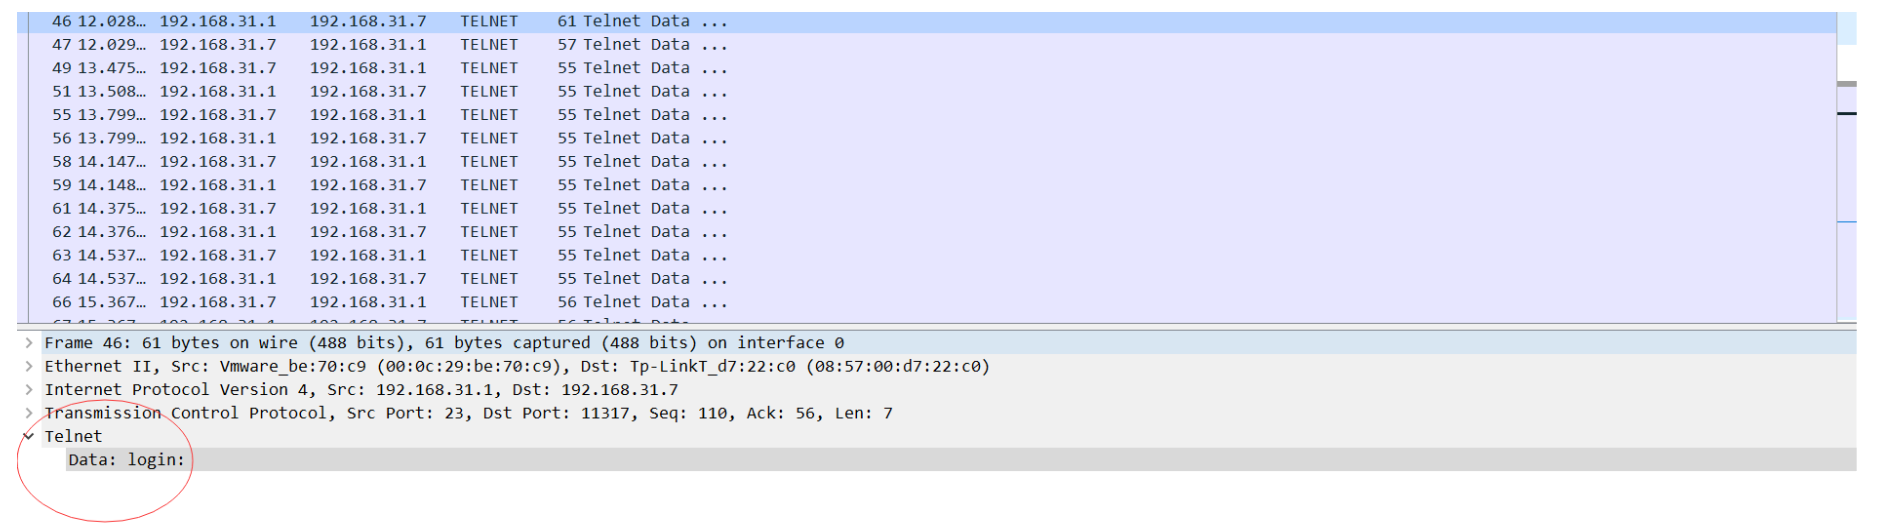 46 12.028… 192.168.31.1 192.168.31.7 TELNET 61 Telnet Data ...
47 12.029… 192.168.31.7 192.168.31.1 TELNET 57 Telnet Data ...
49 13.475… 192.168.31.7 192.168.31.1 TELNET 55 Telnet Data ...
51 13.508… 192.168.31.1 192.168.31.7 TELNET 55 Telnet Data ...
55 13.799… 192.168.31.7 192.168.31.1 TELNET 55 Telnet Data ...
56 13.799… 192.168.31.1 192.168.31.7 TELNET 55 Telnet Data ...
58 14.147… 192.168.31.7 192.168.31.1 TELNET 55 Telnet Data ...
59 14.148… 192.168.31.1 192.168.31.7 TELNET 55 Telnet Data ...
61 14.375… 192.168.31.7 192.168.31.1 TELNET 55 Telnet Data ...
62 14.376… 192.168.31.1 192.168.31.7 TELNET 55 Telnet Data ...
63 14.537… 192.168.31.7 192.168.31.1 TELNET 55 Telnet Data ...
64 14.537… 192.168.31.1 192.168.31.7 TELNET 55 Telnet Data ...
66 15.367… 192.168.31.7 192.168.31.1 TELNET 56 Telnet Data ...
Frame 46: 61 bytes on wire (488 bits), 61 bytes captured (488 bits) on interface 0
Ethernet II, Src: Vmware_be:70:c9 (00:0c:29:be:70:c9), Dst: Tp-LinkT_d7:22:c0 (08:57:00:d7:22:c0)
Internet Protocol Version 4, Src: 192.168.31.1, Dst: 192.168.31.7
Transmission Control Protocol, Src Port: 23, Dst Port: 11317, Seq: 110, Ack: 56, Len: 7
Telnet
Data: login: